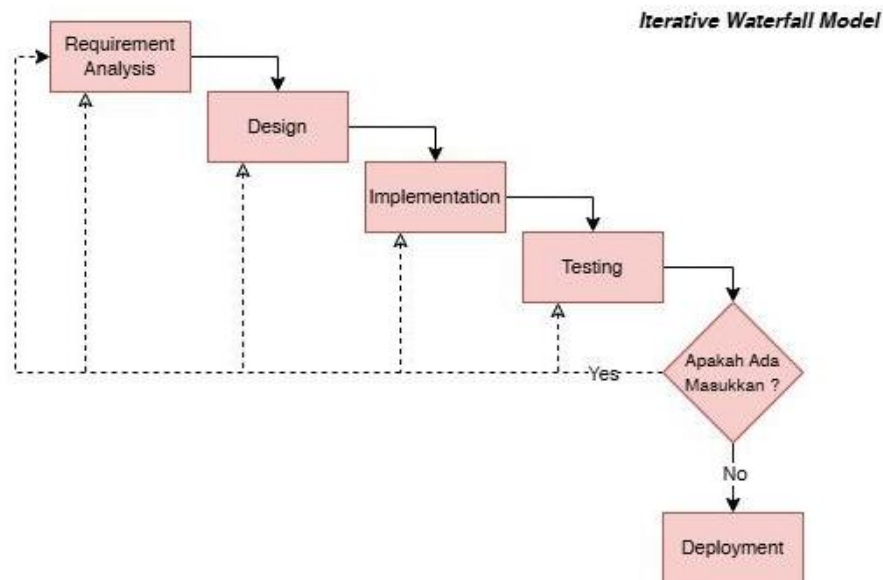 Iterative Waterfall Model
Requirement
Analysis
Design
Implementation
Testing
Apakah Ada
Masukkan ?
Yes
No
Deployment